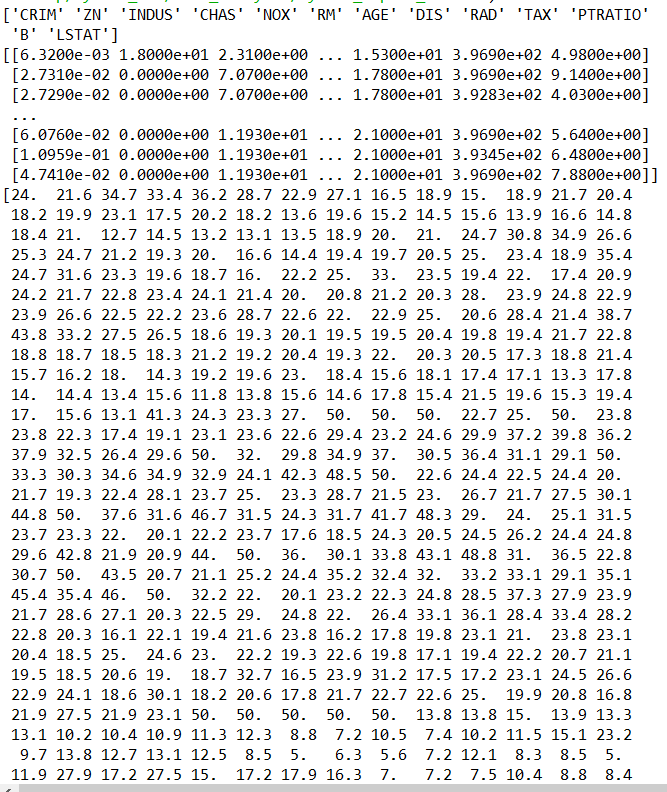 ['CRIM' 'ZN' 'INDUS' 'CHAS' 'NOX' 'RM' 'AGE' 'DIS' 'RAD' 'TAX' 'PTRATIO'
'B' 'LSTAT']
[[6.3200e-03 1.8000e+01 2.3100e+00 ... 1.5300e+01 3.9690e+02 4.9800e+00]
[2.7310e-02 0.0000e+00 7.0700e+00 ... 1.7800e+01 3.9690e+02 9.1400e+00]
[2.7290e-02 0.0000e+00 7.0700e+00 ... 1.7800e+01 3.9283e+02 4.0300e+00]
...
[6.0760e-02 0.0000e+00 1.1930e+01 ... 2.1000e+01 3.9690e+02 5.6400e+00]
[1.0959e-01 0.0000e+00 1.1930e+01 ... 2.1000e+01 3.9345e+02 6.4800e+00]
[4.7410e-02 0.0000e+00 1.1930e+01 ... 2.1000e+01 3.9690e+02 7.8800e+00]]
[24. 21.6 34.7 33.4 36.2 28.7 22.9 27.1 16.5 18.9 15. 18.9 21.7 20.4
18.2 19.9 23.1 17.5 20.2 18.2 13.6 19.6 15.2 14.5 15.6 13.9 16.6 14.8
18.4 21. 12.7 14.5 13.2 13.1 13.5 18.9 20. 21. 24.7 30.8 34.9 26.6
25.3 24.7 21.2 19.3 20. 16.6 14.4 19.4 19.7 20.5 25. 23.4 18.9 35.4
24.7 31.6 23.3 19.6 18.7 16. 22.2 25. 33. 23.5 19.4 22. 17.4 20.9
24.2 21.7 22.8 23.4 24.1 21.4 20. 20.8 21.2 20.3 28. 23.9 24.8 22.9
23.9 26.6 22.5 22.2 23.6 28.7 22.6 22. 22.9 25. 20.6 28.4 21.4 38.7
43.8 33.2 27.5 26.5 18.6 19.3 20.1 19.5 19.5 20.4 19.8 19.4 21.7 22.8
18.8 18.7 18.5 18.3 21.2 19.2 20.4 19.3 22. 20.3 20.5 17.3 18.8 21.4
15.7 16.2 18. 14.3 19.2 19.6 23. 18.4 15.6 18.1 17.4 17.1 13.3 17.8
14. 14.4 13.4 15.6 11.8 13.8 15.6 14.6 17.8 15.4 21.5 19.6 15.3 19.4
17. 15.6 13.1 41.3 24.3 23.3 27. 50. 50. 50. 22.7 25. 50. 23.8
23.8 22.3 17.4 19.1 23.1 23.6 22.6 29.4 23.2 24.6 29.9 37.2 39.8 36.2
37.9 32.5 26.4 29.6 50. 32. 29.8 34.9 37. 30.5 36.4 31.1 29.1 50.
33.3 30.3 34.6 34.9 32.9 24.1 42.3 48.5 50. 22.6 24.4 22.5 24.4 20.
21.7 19.3 22.4 28.1 23.7 25. 23.3 28.7 21.5 23. 26.7 21.7 27.5 30.1
44.8 50. 37.6 31.6 46.7 31.5 24.3 31.7 41.7 48.3 29. 24. 25.1 31.5
23.7 23.3 22. 20.1 22.2 23.7 17.6 18.5 24.3 20.5 24.5 26.2 24.4 24.8
29.6 42.8 21.9 20.9 44. 50. 36. 30.1 33.8 43.1 48.8 31. 36.5 22.8
30.7 50. 43.5 20.7 21.1 25.2 24.4 35.2 32.4 32. 33.2 33.1 29.1 35.1
45.4 35.4 46. 50. 32.2 22. 20.1 23.2 22.3 24.8 28.5 37.3 27.9 23.9
21.7 28.6 27.1 20.3 22.5 29. 24.8 22. 26.4 33.1 36.1 28.4 33.4 28.2
22.8 20.3 16.1 22.1 19.4 21.6 23.8 16.2 17.8 19.8 23.1 21. 23.8 23.1
20.4 18.5 25. 24.6 23. 22.2 19.3 22.6 19.8 17.1 19.4 22.2 20.7 21.1
19.5 18.5 20.6 19. 18.7 32.7 16.5 23.9 31.2 17.5 17.2 23.1 24.5 26.6
22.9 24.1 18.6 30.1 18.2 20.6 17.8 21.7 22.7 22.6 25. 19.9 20.8 16.8
21.9 27.5 21.9 23.1 50. 50. 50. 50. 50. 13.8 13.8 15. 13.9 13.3
13.1 10.2 10.4 10.9 11.3 12.3 8.8 7.2 10.5 7.4 10.2 11.5 15.1 23.2
9.7 13.8 12.7 13.1 12.5 8.5 5. 6.3 5.6 7.2 12.1 8.3 8.5 5.
11.9 27.9 17.2 27.5 15. 17.2 17.9 16.3 7. 7.2 7.5 10.4 8.8 8.4